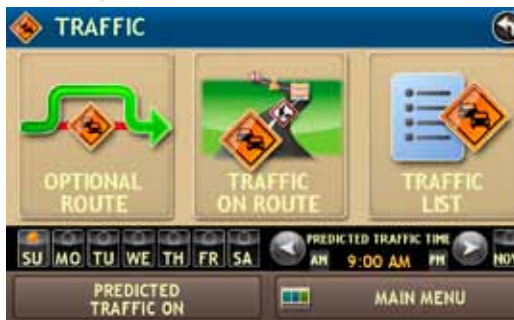 TRAFFIC
OPTIONAL
ROUTE
TRAFFIC
ON ROUTE
TRAFFIC
LIST
SU MO TU WE TH FR SA
PREDICTED TRAFFIC TIME
AM 9:00 AM PM
PREDICTED
TRAFFIC ON
MAIN MENU